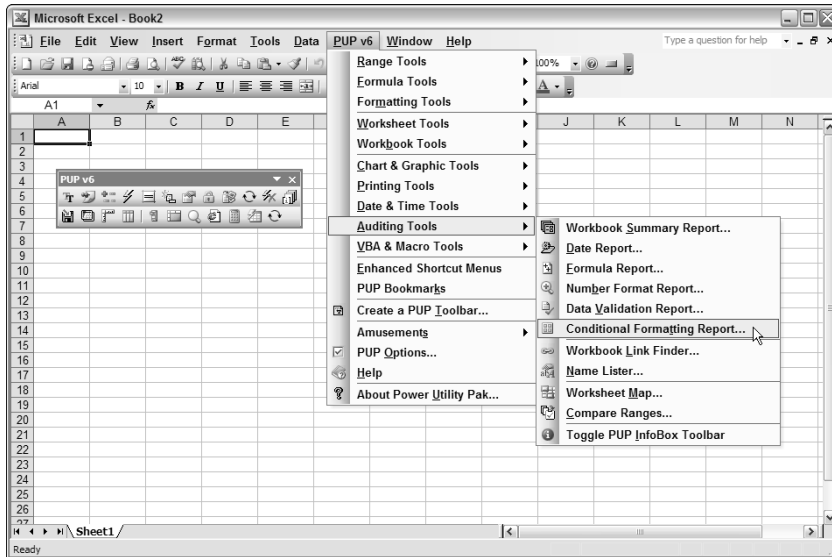 Microsoft Excel - Book2
File Edit View Insert Format Tools Data PUP v6 Window Help
Type a question for help
100%
Arial 10 B I U A
A1 fx
A B C D E J K L M N
1
2
3
4
5
6
7
8
9
10
11
12
13
14
15
16
17
18
19
20
21
22
23
24
25
26
27
PUP v6
Range Tools
Formula Tools
Formatting Tools
Worksheet Tools
Workbook Tools
Chart & Graphic Tools
Printing Tools
Date & Time Tools
Auditing Tools
VBA & Macro Tools
Enhanced Shortcut Menus
PUP Bookmarks
Create a PUP Toolbar...
Amusements
PUP Options...
Help
About Power Utility Pak...
Workbook Summary Report...
Date Report...
Formula Report...
Number Format Report...
Data Validation Report...
Conditional Formatting Report...
Workbook Link Finder...
Name Lister...
Worksheet Map...
Compare Ranges...
Toggle PUP InfoBox Toolbar
Sheet1
Ready